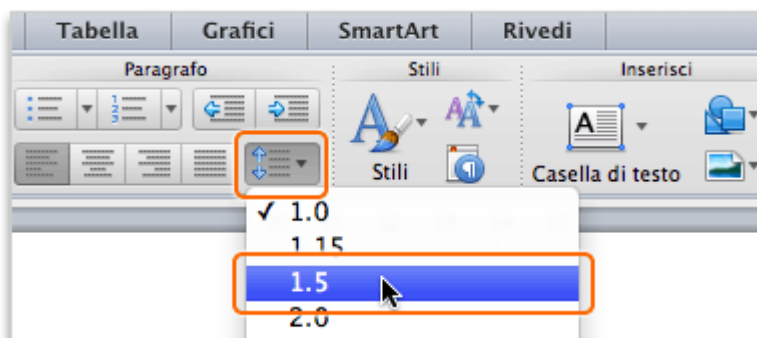 Tabella Grafici SmartArt Rivedi
Paragrafo Stili Inserisci
Stili Casella di testo
✓ 1.0
1.15
1.5
2.0